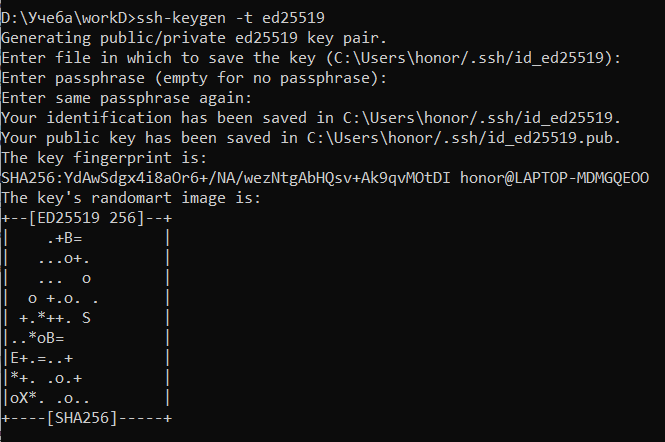 D:\Учеба\workD>ssh-keygen -t ed25519
Generating public/private ed25519 key pair.
Enter file in which to save the key (C:\Users\honor/.ssh/id_ed25519):
Enter passphrase (empty for no passphrase):
Enter same passphrase again:
Your identification has been saved in C:\Users\honor/.ssh/id_ed25519.
Your public key has been saved in C:\Users\honor/.ssh/id_ed25519.pub.
The key fingerprint is:
SHA256:YdAwSdgx4i8aOr6+/NA/wezNtgAbHQsv+Ak9qvMOtDI honor@LAPTOP-MDMGQEOO
The key's randomart image is:
+--[ED25519 256]--+
|    .+B=         |
|   ...o+.        |
|   ...  o        |
|  o +.o. .       |
| +.*++. S        |
|..*oB=           |
|E+.=..+          |
|*+. .o.+         |
|oX*. .o..        |
+----[SHA256]-----+